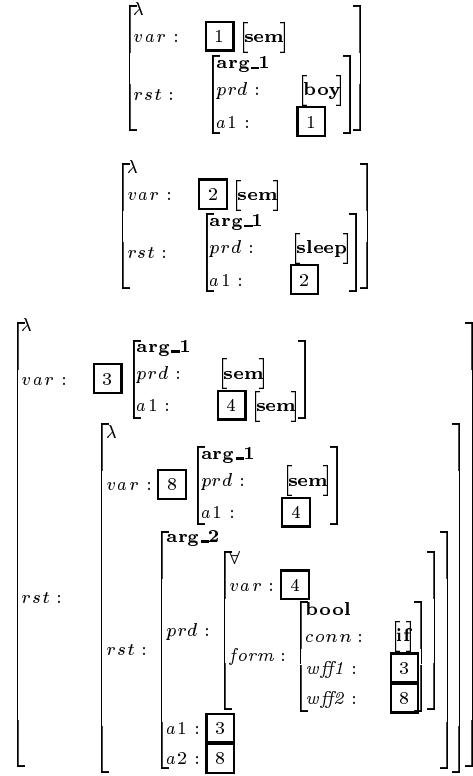 λ
var : 1 sem
arg_1
prd : boy
rst :
a1 : 1
λ
var : 2 sem
arg_1
prd : sleep
rst :
a1 : 2
λ
arg_1
var : 3 prd : sem
a1 : 4 sem
λ
arg_1
var : 8 prd : sem
a1 : 4
arg_2
∀
var : 4
bool
rst :
prd : conn : if
rst : form :
wff1 : 3
wff2 : 8
a1 : 3
a2 : 8